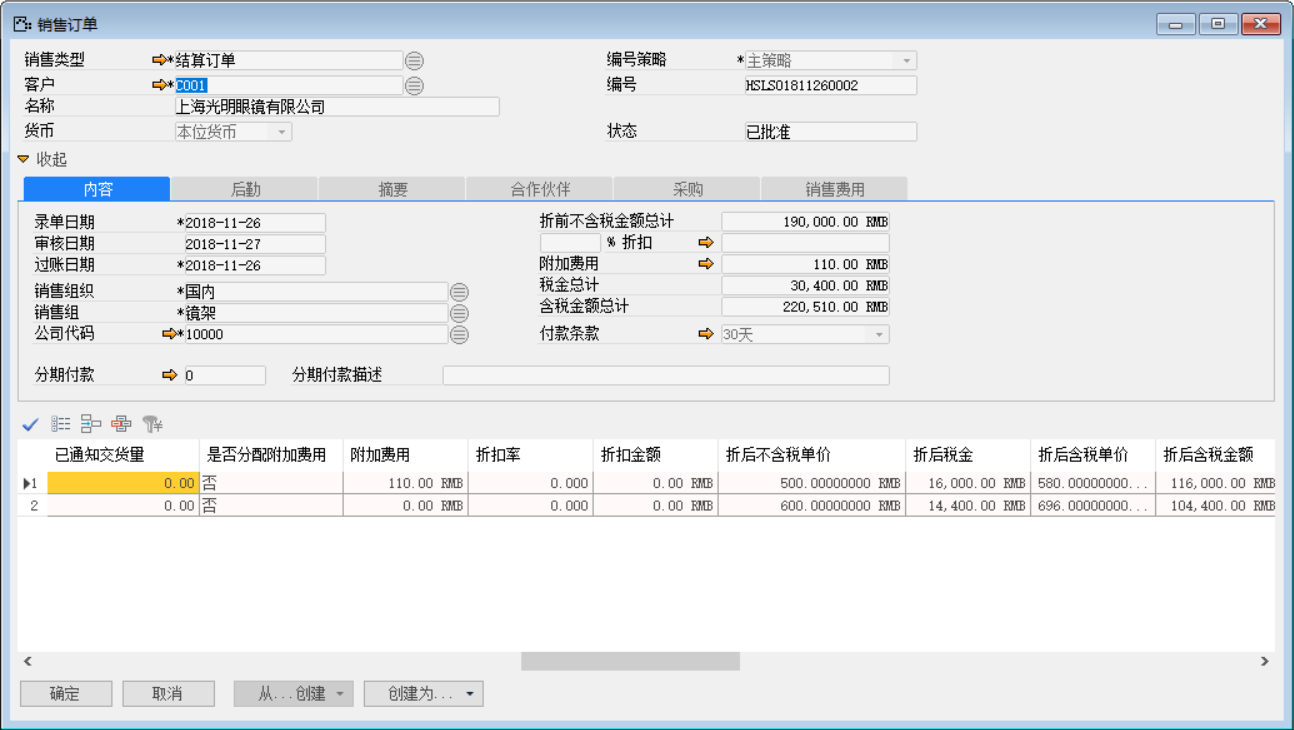 销售订单
销售类型 *结算订单 编号策略 *主策略
客户 *C001 编号 HSLS01811260002
名称 上海光明眼镜有限公司
货币 本位货币 状态 已批准
收起
内容 后勤 摘要 合作伙伴 采购 销售费用
录单日期 *2018-11-26 折前不含税金额总计 190,000.00 RMB
审核日期 2018-11-27 % 折扣
过账日期 *2018-11-26 附加费用 110.00 RMB
税金总计 30,400.00 RMB
销售组织 *国内
销售组 *镜架 含税金额总计 220,510.00 RMB
公司代码 *10000 付款条款 30天
分期付款 0 分期付款描述
已通知交货量 是否分配附加费用 附加费用 折扣率 折扣金额 折后不含税单价 折后税金 折后含税单价 折后含税金额
1 0.00 否 110.00 RMB 0.000 0.00 RMB 500.00000000 RMB 16,000.00 RMB 580.00000000... 116,000.00 RMB
2 0.00 否 0.00 RMB 0.000 0.00 RMB 600.00000000 RMB 14,400.00 RMB 696.00000000... 104,400.00 RMB
确定 取消 从...创建 创建为...